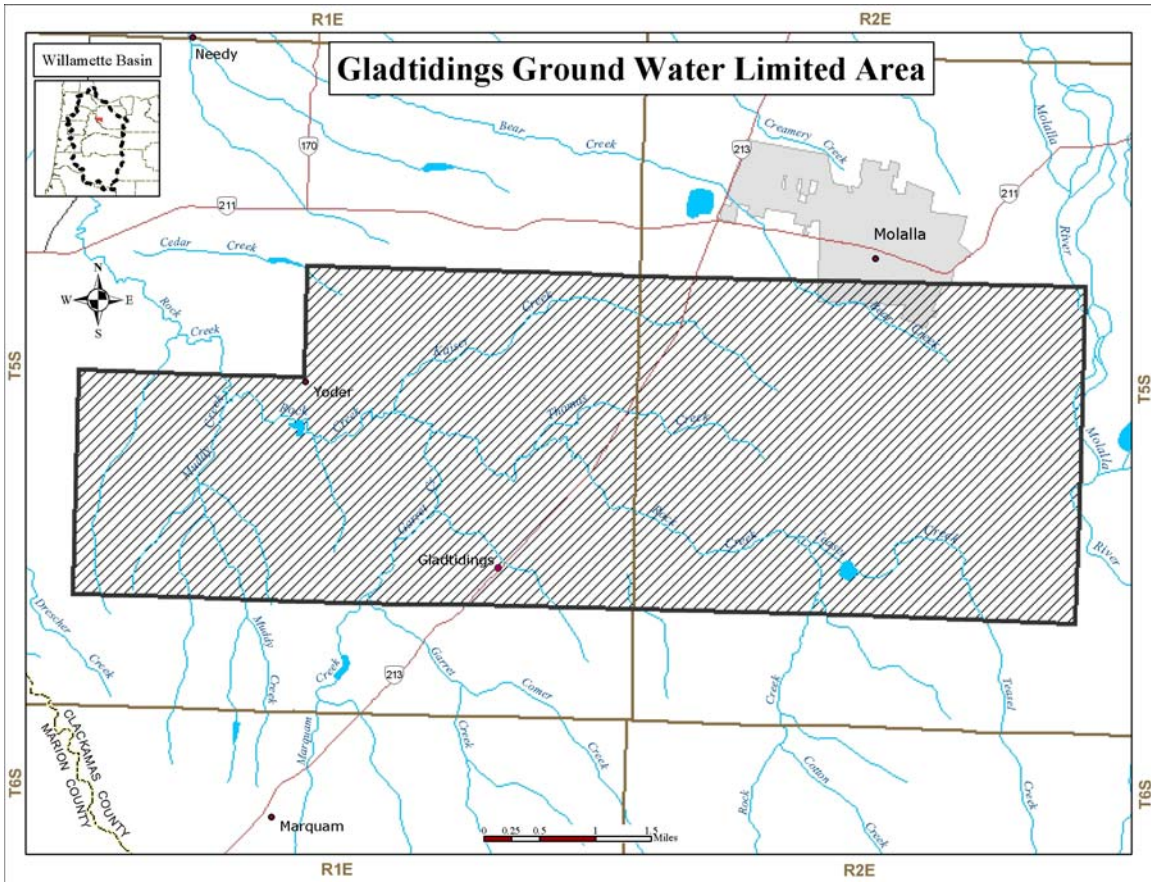 R1E
R2E
Willamette Basin
Needy
Gladtidings Ground Water Limited Area
Molalla
River
Bear
Creek
Creamery
Creek
213
170
211
211
Molalla
Cedar
Creek
N
W
E
S
Rock
Creek
Kaiser
Creek
Bear
Creek
T5S
T5S
Yoder
Rock
Creek
Thomas
Creek
Muddy
Creek
Molalla
River
Garret
Cr
Rock
Creek
Teasel
Creek
Gladtidings
Drescher
Creek
Muddy
Creek
Creek
Marquam
213
Garret
Creek
Comer
Creek
Creek
Rock
Teasel
Creek
Cotton
Creek
CLACKAMAS COUNTY
MARION COUNTY
T6S
T6S
Marquam
0 0.25 0.5 1 1.5
Miles
R1E
R2E